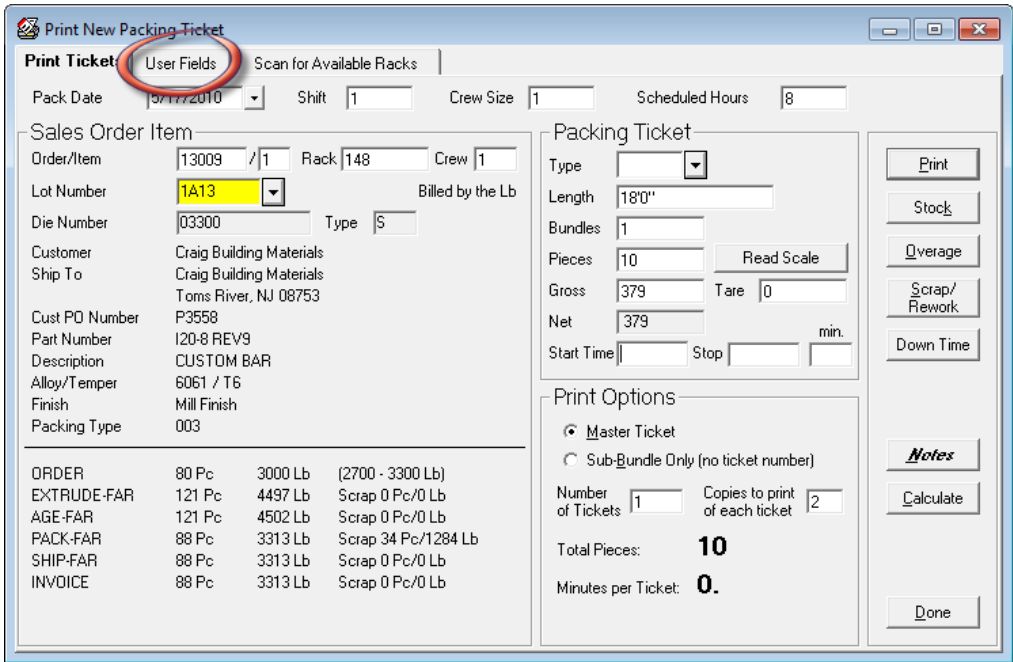 Print New Packing Ticket
Print Tickets User Fields Scan for Available Racks
Pack Date 5/17/2010 Shift 1 Crew Size 1 Scheduled Hours 8
Sales Order Item
Order/Item 13009 / 1 Rack 148 Crew 1
Lot Number 1A13 Billed by the Lb
Die Number 03300 Type S
Customer Craig Building Materials
Ship To Craig Building Materials
Toms River, NJ 08753
Cust PO Number P3558
Part Number I20-8 REV9
Description CUSTOM BAR
Alloy/Temper 6061 / T6
Finish Mill Finish
Packing Type 003
ORDER 80 Pc 3000 Lb (2700 - 3300 Lb)
EXTRUDE-FAR 121 Pc 4497 Lb Scrap 0 Pc/0 Lb
AGE-FAR 121 Pc 4502 Lb Scrap 0 Pc/0 Lb
PACK-FAR 88 Pc 3313 Lb Scrap 34 Pc/1284 Lb
SHIP-FAR 88 Pc 3313 Lb Scrap 0 Pc/0 Lb
INVOICE 88 Pc 3313 Lb Scrap 0 Pc/0 Lb
Packing Ticket
Type
Length 18'0"
Bundles 1
Pieces 10 Read Scale
Gross 379 Tare 0
Net 379 min.
Start Time Stop
Print Options
Master Ticket
Sub-Bundle Only (no ticket number)
Number of Tickets 1 Copies to print of each ticket 2
Total Pieces: 10
Minutes per Ticket: 0.
Print
Stock
Overage
Scrap/
Rework
Down Time
Notes
Calculate
Done